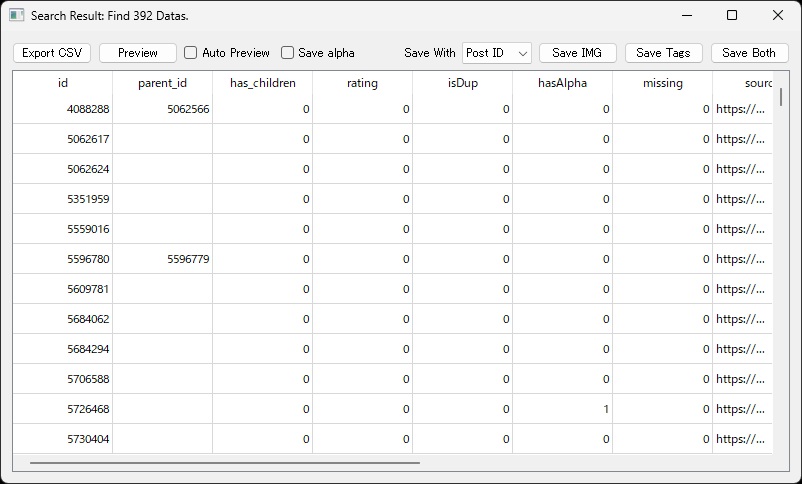 Search Result: Find 392 Datas.
Export CSV Preview Auto Preview Save alpha Save With Post ID Save IMG Save Tags Save Both
id parent_id has_children rating isDup hasAlpha missing sourc
4088288 5062566 0 0 0 0 0 https://...
5062617 0 0 0 0 0 https://...
5062624 0 0 0 0 0 https://...
5351959 0 0 0 0 0 https://...
5559016 0 0 0 0 0 https://...
5596780 5596779 0 0 0 0 0 https://...
5609781 0 0 0 0 0 https://...
5684062 0 0 0 0 0 https://...
5684294 0 0 0 0 0 https://...
5706588 0 0 0 0 0 https://...
5726468 0 0 0 1 0 https://...
5730404 0 0 0 0 0 https://...